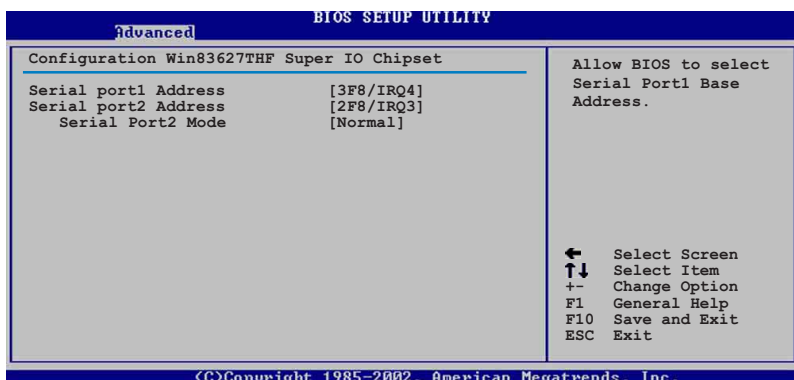 BIOS SETUP UTILITY
Advanced
Configuration Win83627THF Super IO Chipset
Serial port1 Address [3F8/IRQ4]
Serial port2 Address [2F8/IRQ3]
Serial Port2 Mode [Normal]
Allow BIOS to select
Serial Port1 Base
Address.
← Select Screen
↑↓ Select Item
+- Change Option
F1 General Help
F10 Save and Exit
ESC Exit
(C)Copyright 1985-2002, American Megatrends, Inc.